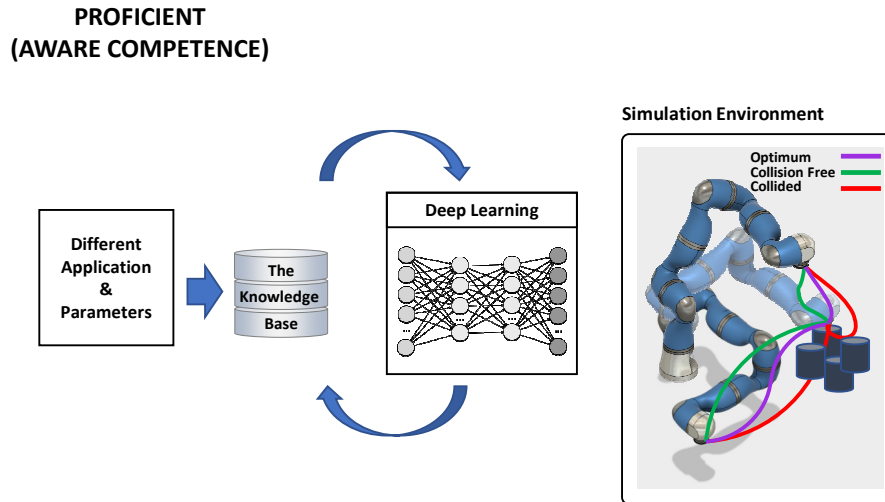 PROFICIENT
(AWARE COMPETENCE)
Different
Application
&
Parameters
The
Knowledge
Base
Deep Learning
...
...
...
...
Simulation Environment
Optimum
Collision Free
Collided